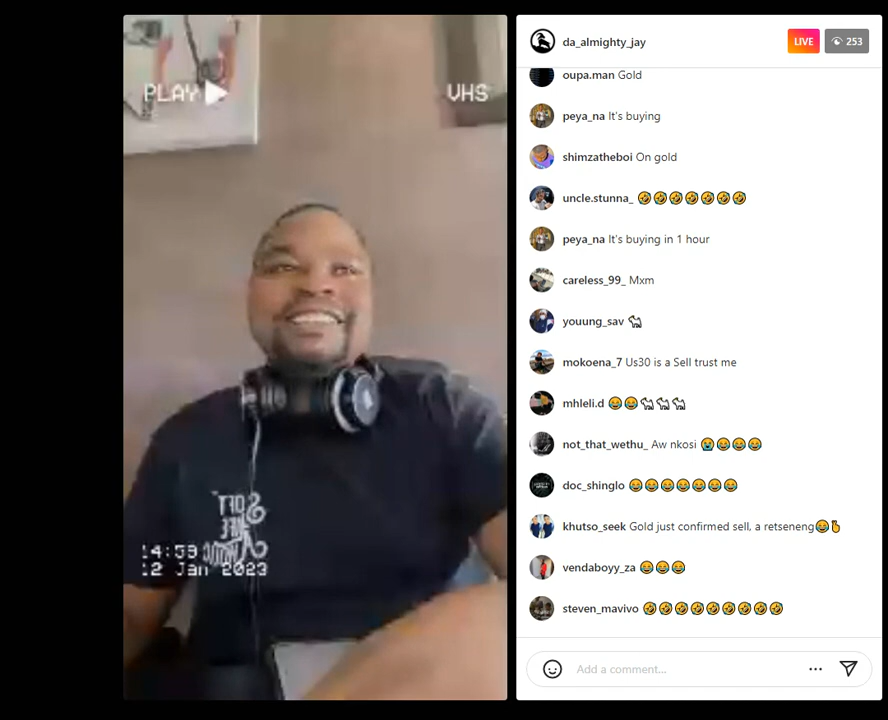 PLAY
VHS
14:59
12 Jan 2023
da_almighty_jay
LIVE
253
oupa.man Gold
peya_na It's buying
shimzatheboi On gold
uncle.stunna_ 🤣🤣🤣🤣🤣🤣🤣
peya_na It's buying in 1 hour
careless_99_ Mxm
youung_sav 🐐
mokoena_7 Us30 is a Sell trust me
mhleli.d 😂😂🐐🐐🐐
not_that_wethu_ Aw nkosi 😭😂😂😂
doc_shinglo 😂😂😂😂😂😂😂
khutso_seek Gold just confirmed sell, a retseneng😂🫰
vendaboyy_za 😂😂😂
steven_mavivo 🤣🤣🤣🤣🤣🤣🤣🤣🤣
Add a comment...